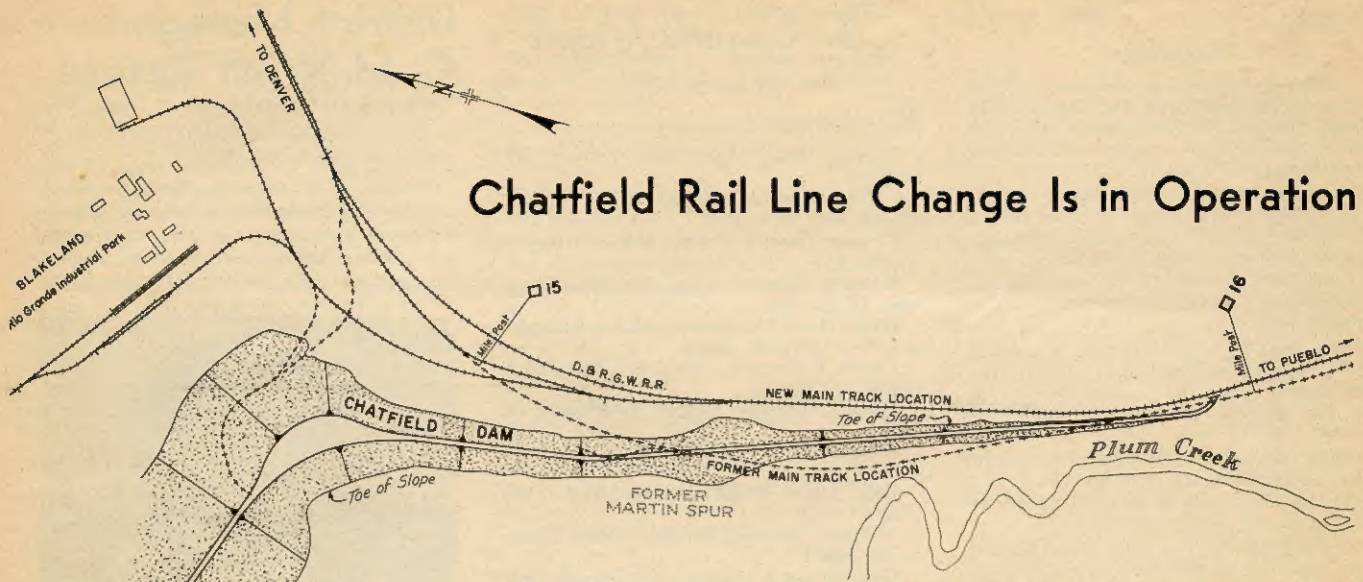 TO DENVER
N
Chatfield Rail Line Change Is in Operation
BLAKELAND
Rio Grande Industrial Park
15
Mile Post
16
Mile Post
TO PUEBLO
D. & R. G. W. R. R.
NEW MAIN TRACK LOCATION
Toe of Slope
CHATFIELD DAM
FORMER MAIN TRACK LOCATION
Plum Creek
Toe of Slope
FORMER
MARTIN SPUR